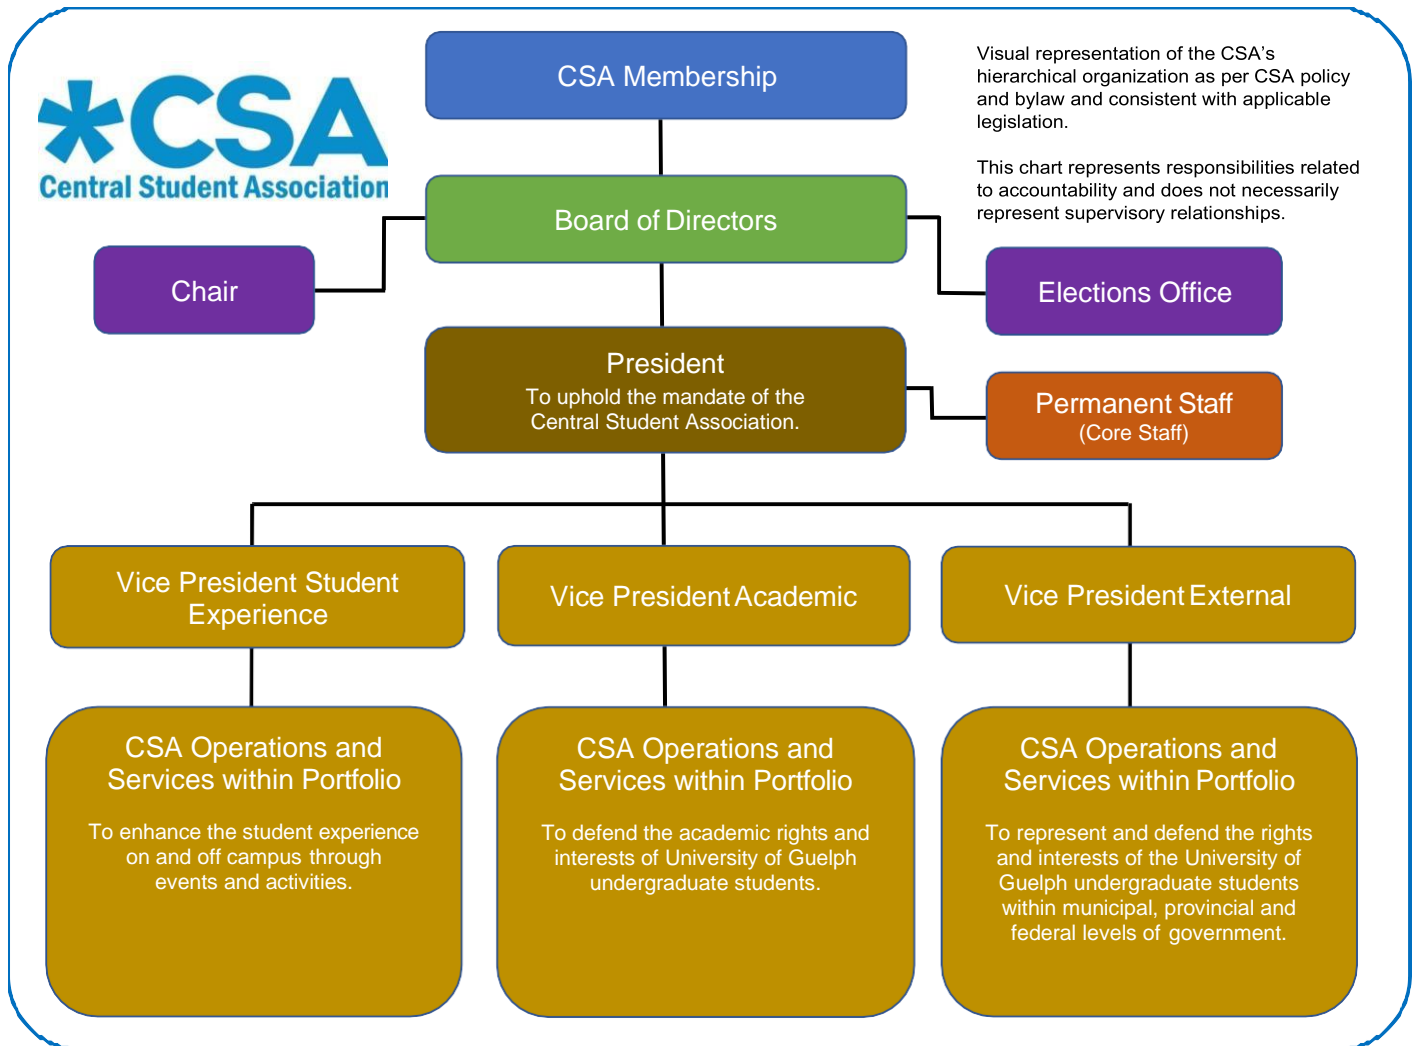 CSA Membership
Visual representation of the CSA's
hierarchical organization as per CSA policy
and bylaw and consistent with applicable
legislation.
This chart represents responsibilities related
to accountability and does not necessarily
represent supervisory relationships.
*CSA
Central Student Association
Board of Directors
Chair
Elections Office
President
To uphold the mandate of the
Central Student Association.
Permanent Staff
(Core Staff)
Vice President Student
Experience
Vice President Academic
Vice President External
CSA Operations and
Services within Portfolio
To enhance the student experience
on and off campus through
events and activities.
CSA Operations and
Services within Portfolio
To defend the academic rights and
interests of University of Guelph
undergraduate students.
CSA Operations and
Services within Portfolio
To represent and defend the rights
and interests of the University of
Guelph undergraduate students
within municipal, provincial and
federal levels of government.